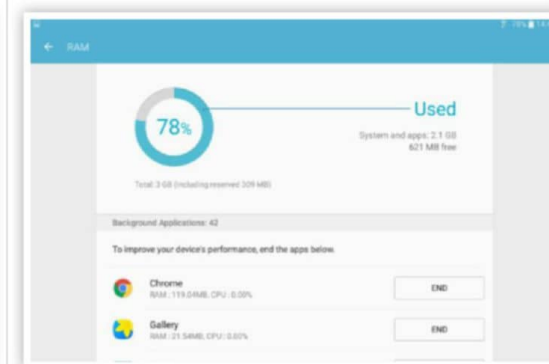 78%
← RAM
78%
Used
System and apps: 2.1 GB
621 MB free
Total: 3 GB (including reserved 309 MB)
Background Applications: 42
To improve your device's performance, end the apps below.
Chrome
RAM : 119.04MB, CPU : 0.00%
END
Gallery
RAM : 21.54MB, CPU : 0.00%
END